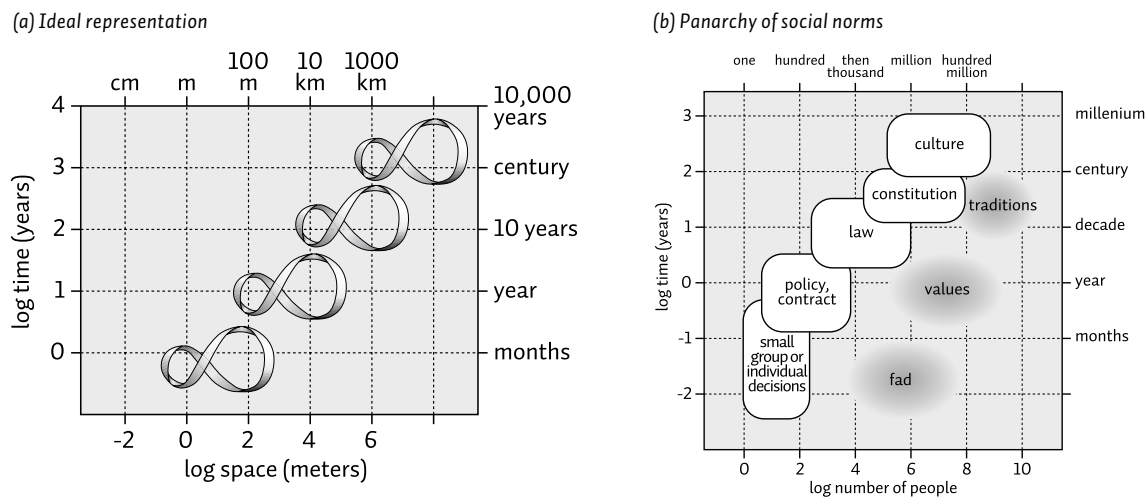 (a) Ideal representation
cm
m
100
m
10
km
1000
km
4
3
2
1
0
log time (years)
10,000
years
century
10 years
year
months
-2
0
2
4
6
log space (meters)
(b) Panarchy of social norms
one
hundred
then
thousand
million
hundred
million
3
2
1
0
-1
-2
log time (years)
millenium
century
decade
year
months
culture
constitution
traditions
law
policy,
contract
values
small
group or
individual
decisions
fad
0
2
4
6
8
10
log number of people